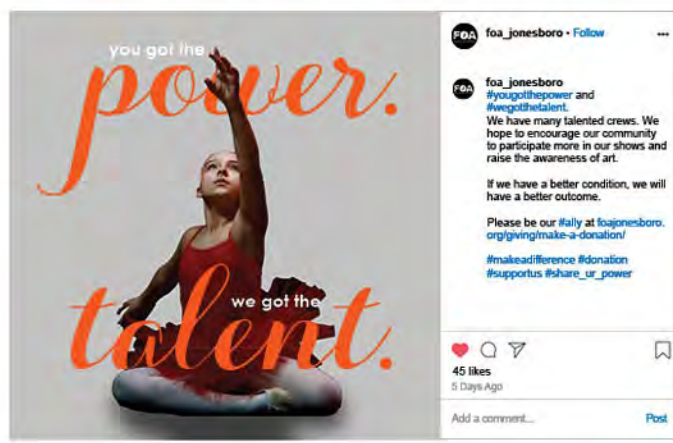 you got the
power.
we got the
talent.
FOA
foa_jonesboro • Follow
•••
FOA
foa_jonesboro
#yougotthepower and
#wegotthetalent.
We have many talented crews. We
hope to encourage our community
to participate more in our shows and
raise the awareness of art.
If we have a better condition, we will
have a better outcome.
Please be our #ally at foajonesboro.
org/giving/make-a-donation/
#makeadifference #donation
#supportus #share_ur_power
45 likes
5 Days Ago
Add a comment...
Post